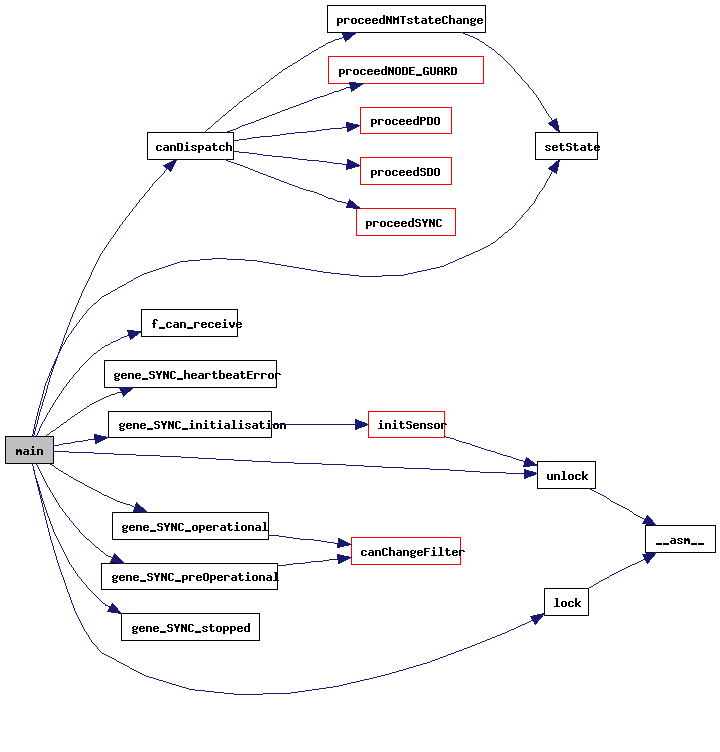 proceedNMTstateChange
proceedNODE_GUARD
proceedPDO
canDispatch
setState
proceedSDO
proceedSYNC
f_can_receive
gene_SYNC_heartbeatError
gene_SYNC_initialisation
initSensor
main
unlock
gene_SYNC_operational
__asm__
canChangeFilter
gene_SYNC_preOperational
lock
gene_SYNC_stopped